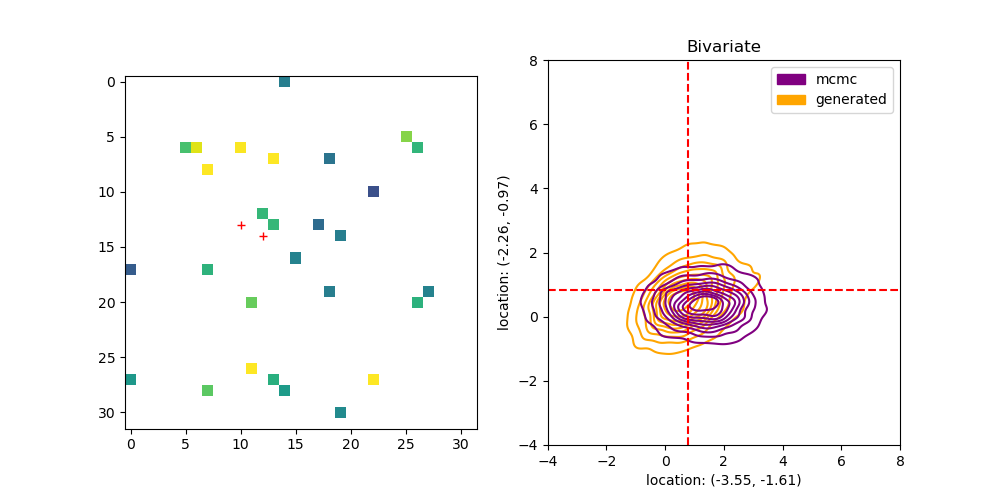 Bivariate
mcmc
generated
0
5
10
15
20
25
30
0 5 10 15 20 25 30
8
6
4
2
0
−2
−4
−4 −2 0 2 4 6 8
location: (-2.26, -0.97)
location: (-3.55, -1.61)